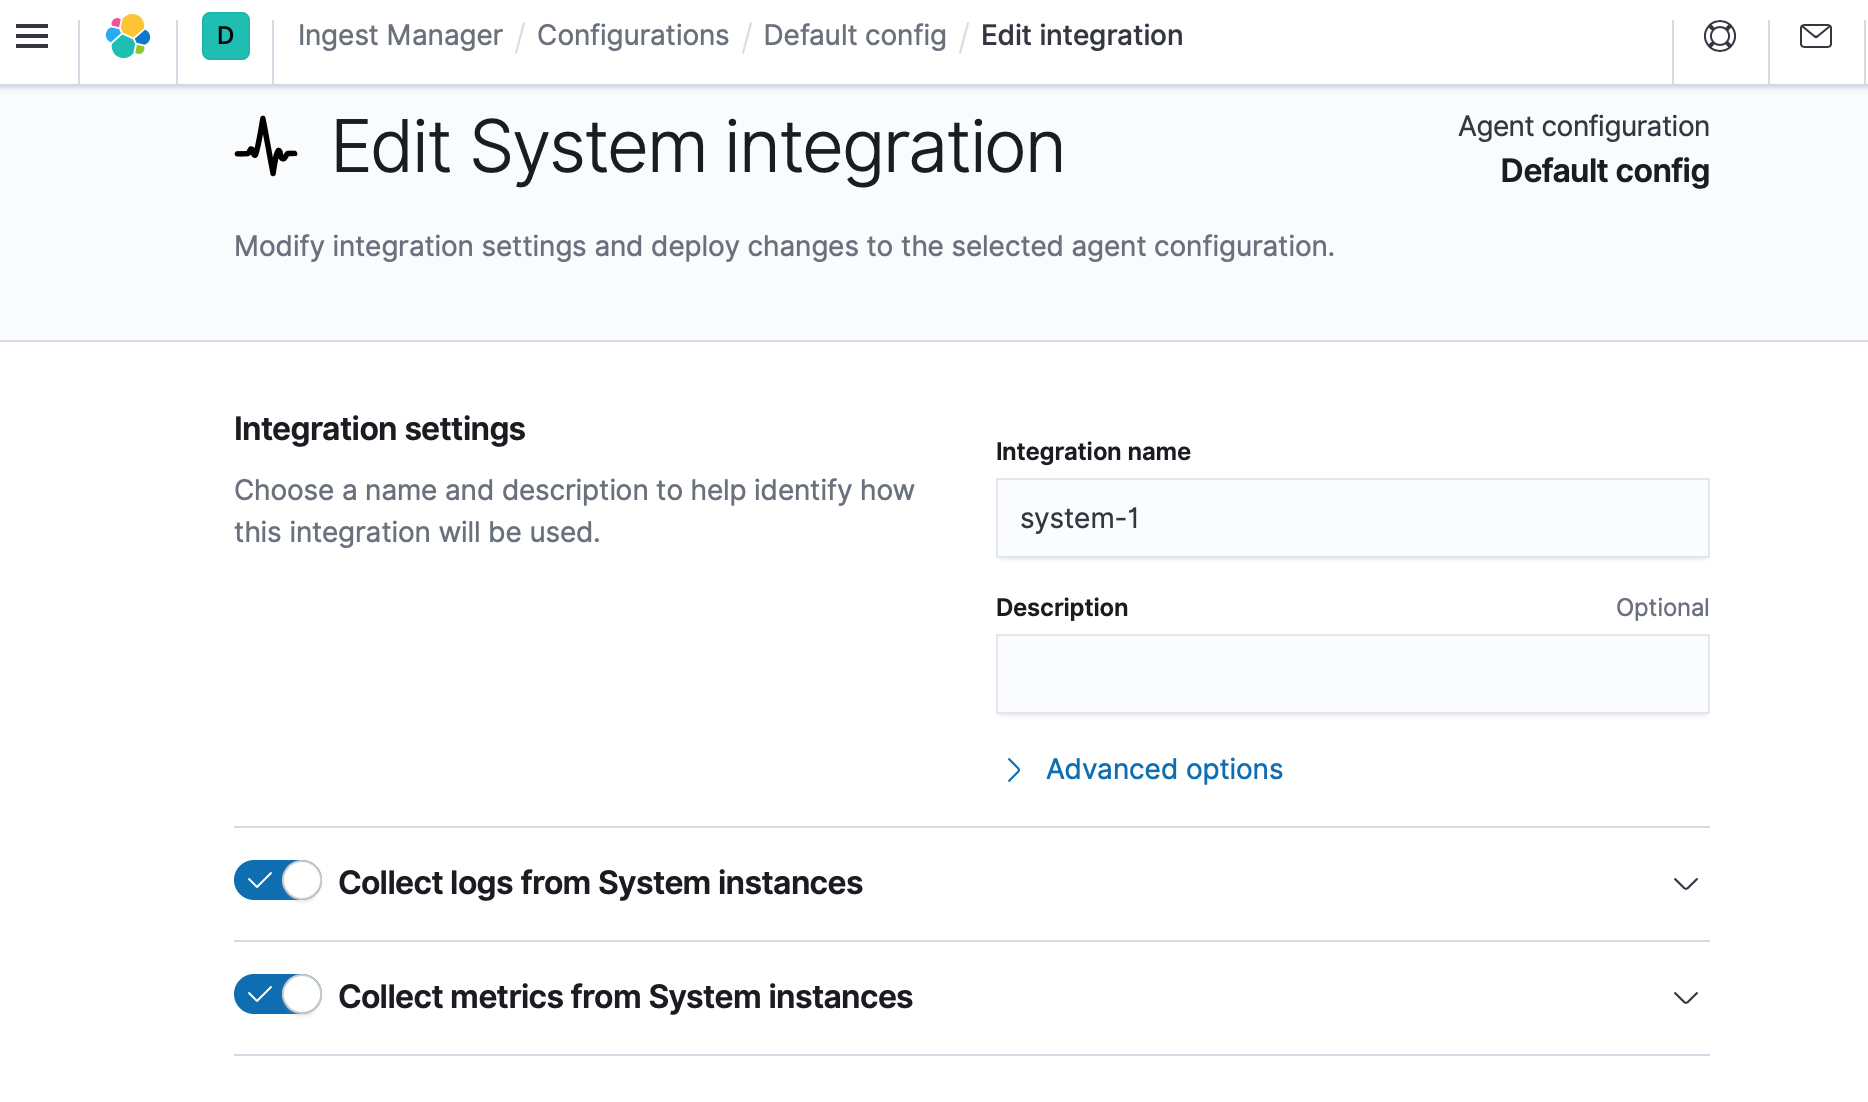 D
Ingest Manager / Configurations / Default config / Edit integration
Edit System integration
Agent configuration
Default config
Modify integration settings and deploy changes to the selected agent configuration.
Integration settings
Choose a name and description to help identify how
this integration will be used.
Integration name
system-1
Description
Optional
Advanced options
Collect logs from System instances
Collect metrics from System instances